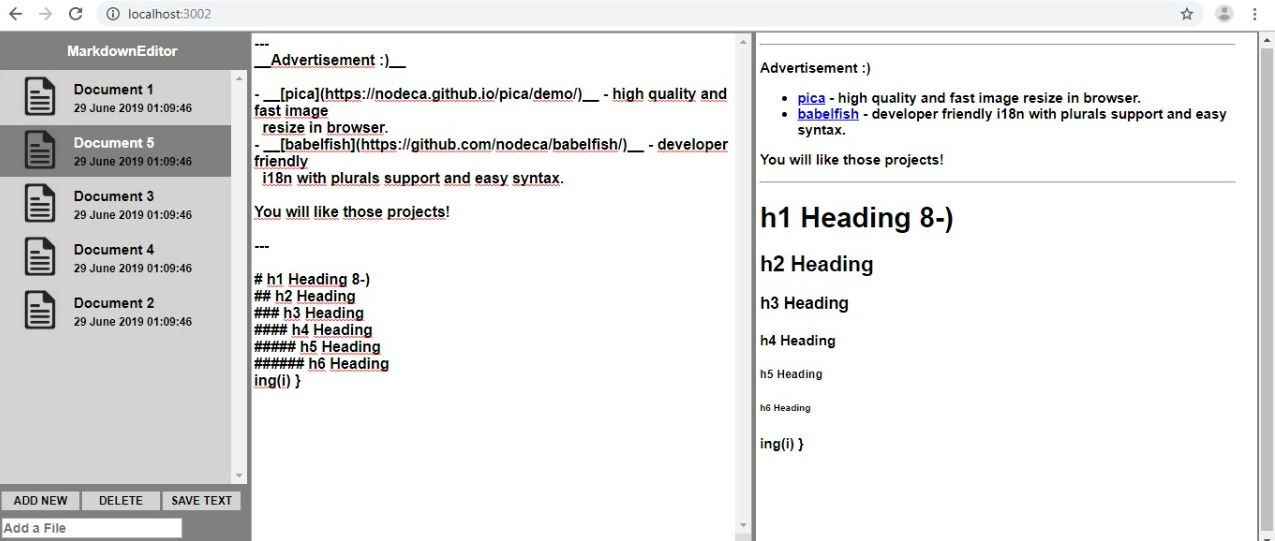 localhost:3002
MarkdownEditor
Document 1
29 June 2019 01:09:46
Document 5
29 June 2019 01:09:46
Document 3
29 June 2019 01:09:46
Document 4
29 June 2019 01:09:46
Document 2
29 June 2019 01:09:46
ADD NEW DELETE SAVE TEXT
Add a File
---
__Advertisement :)__
- __[pica](https://nodeca.github.io/pica/demo/)__ - high quality and
fast image
resize in browser.
- __[babelfish](https://github.com/nodeca/babelfish/)__ - developer
friendly
i18n with plurals support and easy syntax.
You will like those projects!
---
# h1 Heading 8-)
## h2 Heading
### h3 Heading
#### h4 Heading
##### h5 Heading
###### h6 Heading
ing(i) }
Advertisement :)
• pica - high quality and fast image resize in browser.
• babelfish - developer friendly i18n with plurals support and easy
syntax.
You will like those projects!
h1 Heading 8-)
h2 Heading
h3 Heading
h4 Heading
h5 Heading
h6 Heading
ing(i) }